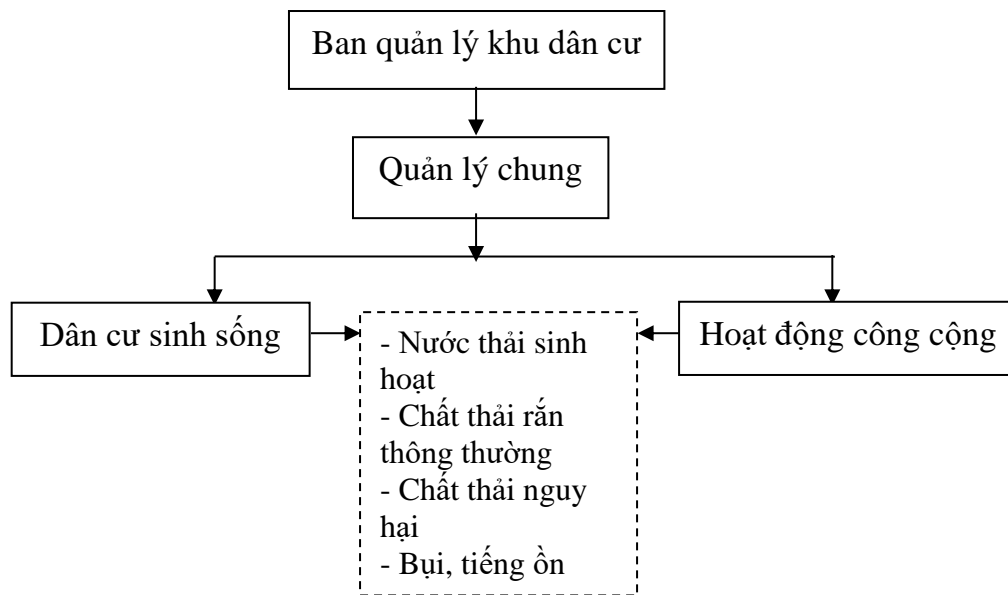 Ban quản lý khu dân cư
Quản lý chung
Dân cư sinh sống
- Nước thải sinh
hoạt
- Chất thải rắn
thông thường
- Chất thải nguy
hại
- Bụi, tiếng ồn
Hoạt động công cộng